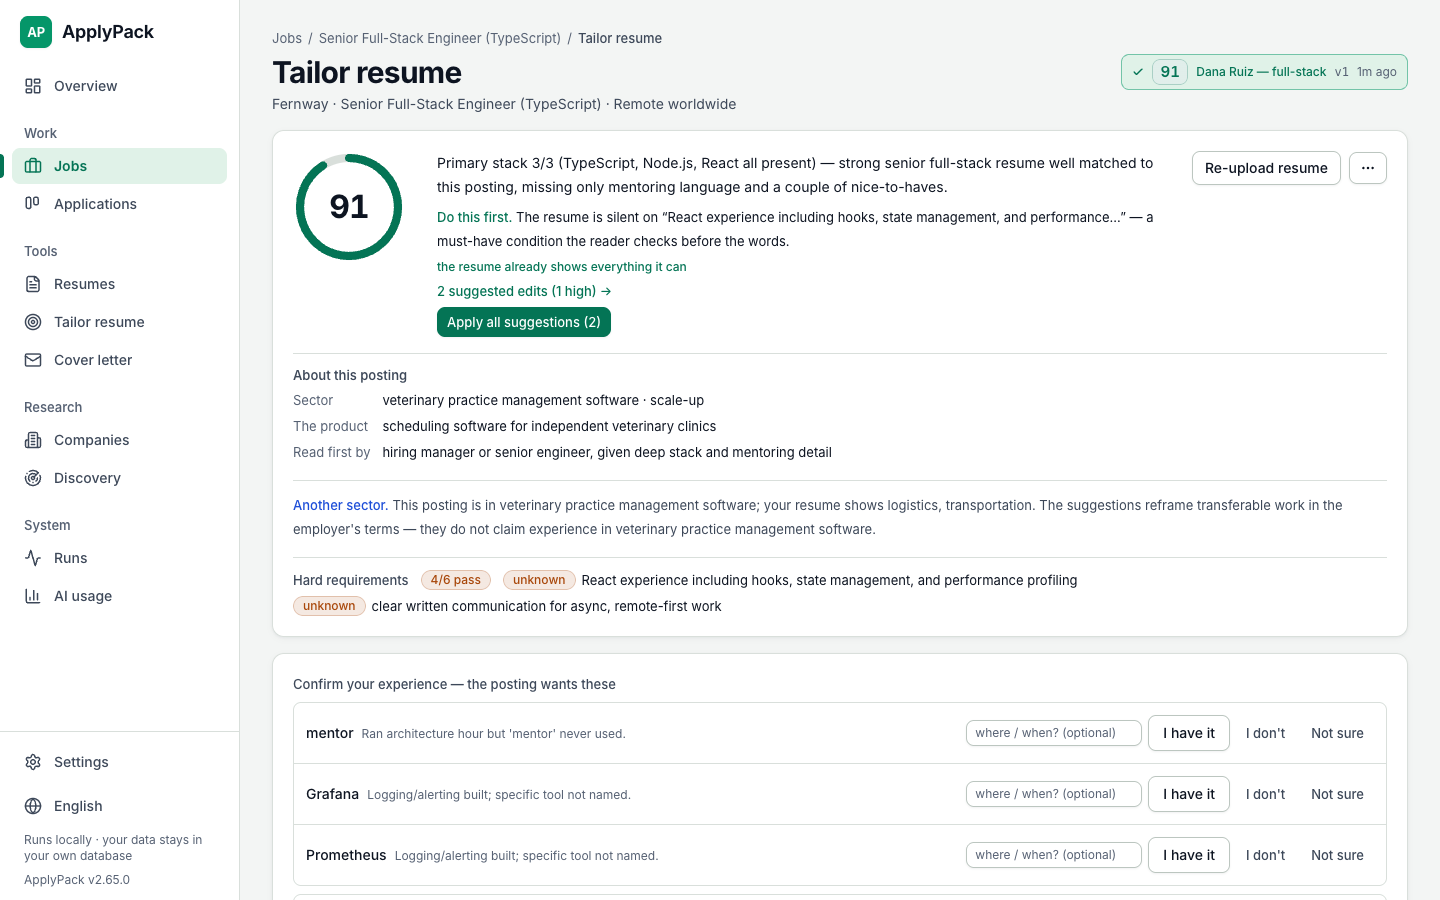 AP ApplyPack
Overview
Work
Jobs
Applications
Tools
Resumes
Tailor resume
Cover letter
Research
Companies
Discovery
System
Runs
AI usage
Settings
English
Runs locally · your data stays in
your own database
ApplyPack v2.65.0
Jobs / Senior Full-Stack Engineer (TypeScript) / Tailor resume
Tailor resume
91 Dana Ruiz — full-stack v1 1m ago
Fernway · Senior Full-Stack Engineer (TypeScript) · Remote worldwide
91
Primary stack 3/3 (TypeScript, Node.js, React all present) — strong senior full-stack resume well matched to
this posting, missing only mentoring language and a couple of nice-to-haves.
Re-upload resume ...
Do this first. The resume is silent on “React experience including hooks, state management, and performance…” — a
must-have condition the reader checks before the words.
the resume already shows everything it can
2 suggested edits (1 high) →
Apply all suggestions (2)
About this posting
Sector veterinary practice management software · scale-up
The product scheduling software for independent veterinary clinics
Read first by hiring manager or senior engineer, given deep stack and mentoring detail
Another sector. This posting is in veterinary practice management software; your resume shows logistics, transportation. The suggestions reframe transferable work in the
employer's terms — they do not claim experience in veterinary practice management software.
Hard requirements 4/6 pass unknown React experience including hooks, state management, and performance profiling
unknown clear written communication for async, remote-first work
Confirm your experience — the posting wants these
mentor Ran architecture hour but 'mentor' never used. where / when? (optional) I have it I don't Not sure
Grafana Logging/alerting built; specific tool not named. where / when? (optional) I have it I don't Not sure
Prometheus Logging/alerting built; specific tool not named. where / when? (optional) I have it I don't Not sure